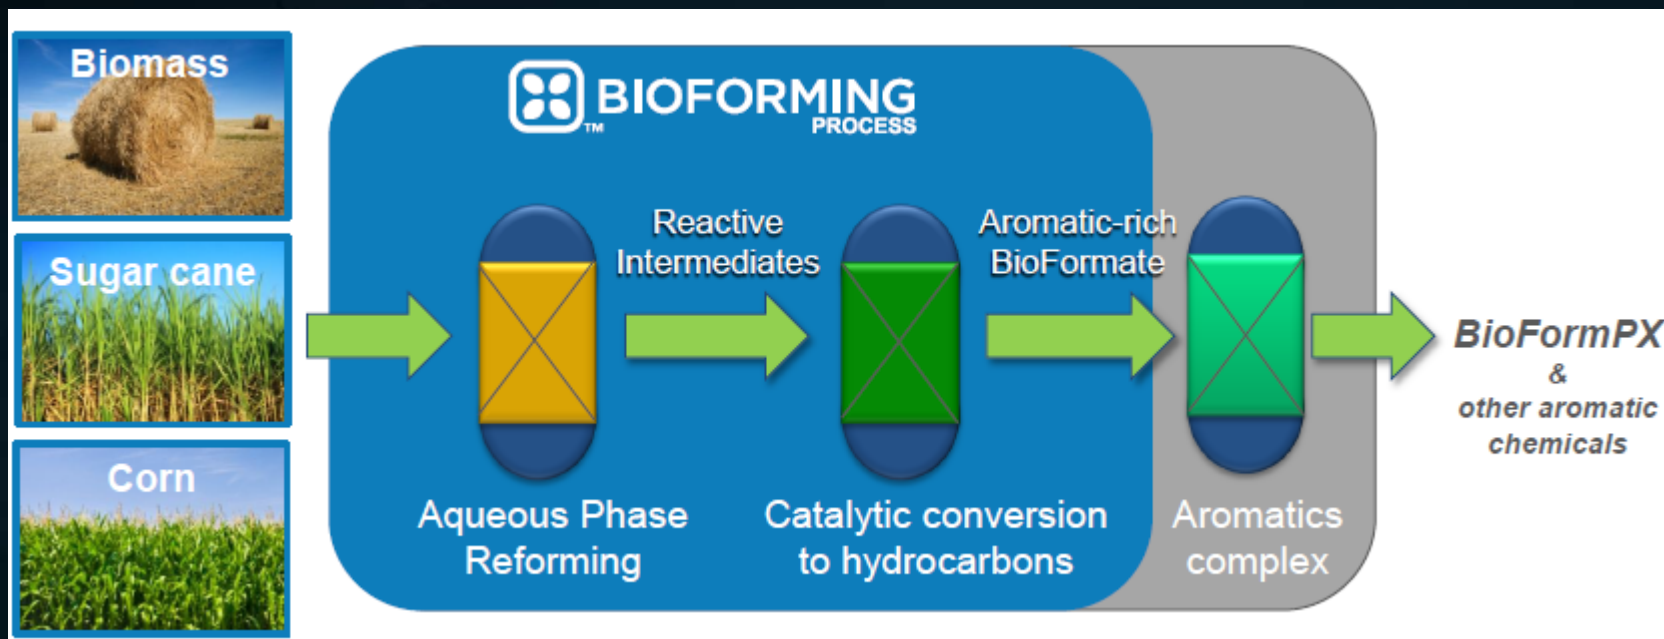 Biomass
Sugar cane
Corn
BIOFORMING
™
PROCESS
Reactive
Intermediates
Aromatic-rich
BioFormate
Aqueous Phase
Reforming
Catalytic conversion
to hydrocarbons
Aromatics
complex
BioFormPX
&
other aromatic
chemicals